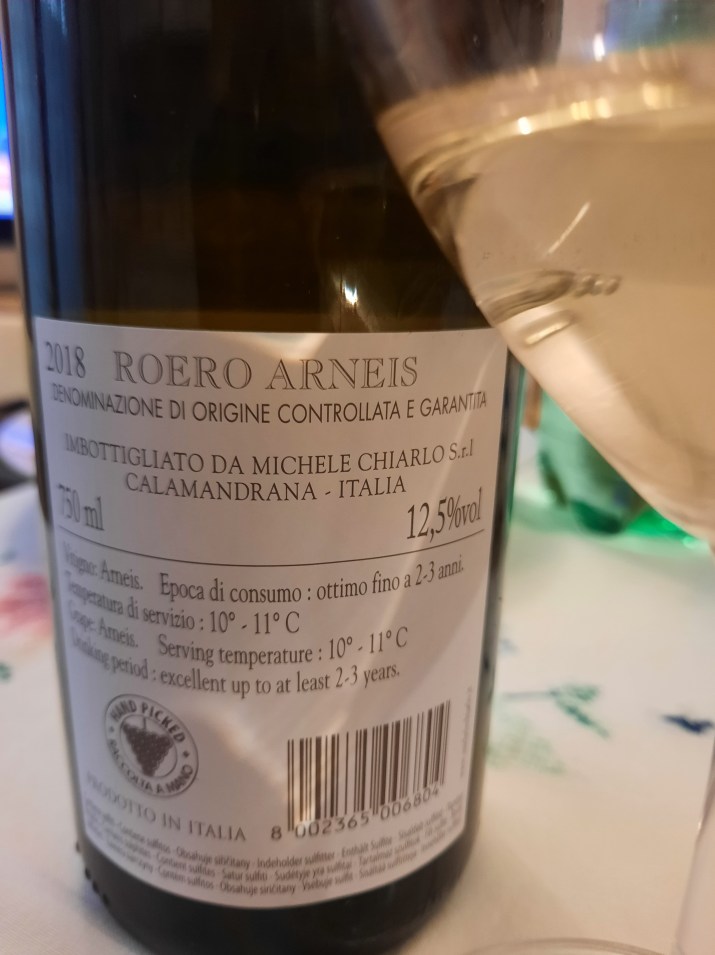 2018 ROERO ARNEIS
DENOMINAZIONE DI ORIGINE CONTROLLATA E GARANTITA
IMBOTTIGLIATO DA MICHELE CHIARLO S.r.l
CALAMANDRANA - ITALIA
750 ml 12,5%vol
Vitigno: Arneis. Epoca di consumo : ottimo fino a 2-3 anni.
Temperatura di servizio : 10° - 11° C
Grape: Arneis. Serving temperature : 10° - 11° C
Drinking period : excellent up to at least 2-3 years.
HAND PICKED
RACCOLTA A MANO
PRODOTTO IN ITALIA
8 002365 006804